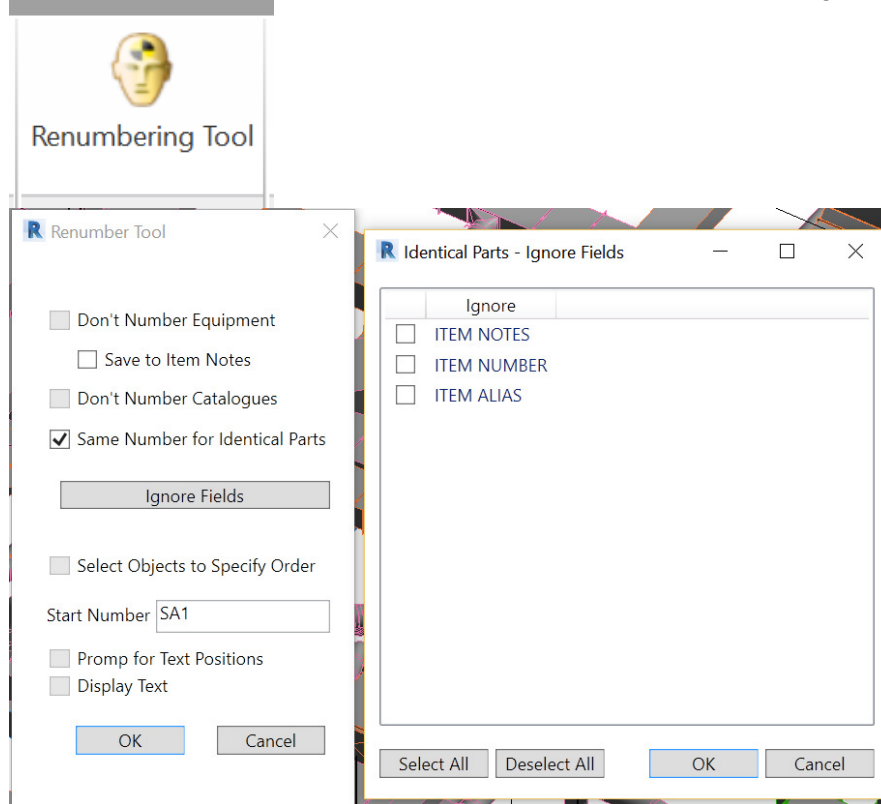 Renumbering Tool
R Renumber Tool
Don't Number Equipment
Save to Item Notes
Don't Number Catalogues
Same Number for Identical Parts
Ignore Fields
Select Objects to Specify Order
Start Number SA1
Promp for Text Positions
Display Text
OK Cancel
R Identical Parts - Ignore Fields
Ignore
ITEM NOTES
ITEM NUMBER
ITEM ALIAS
Select All Deselect All OK Cancel